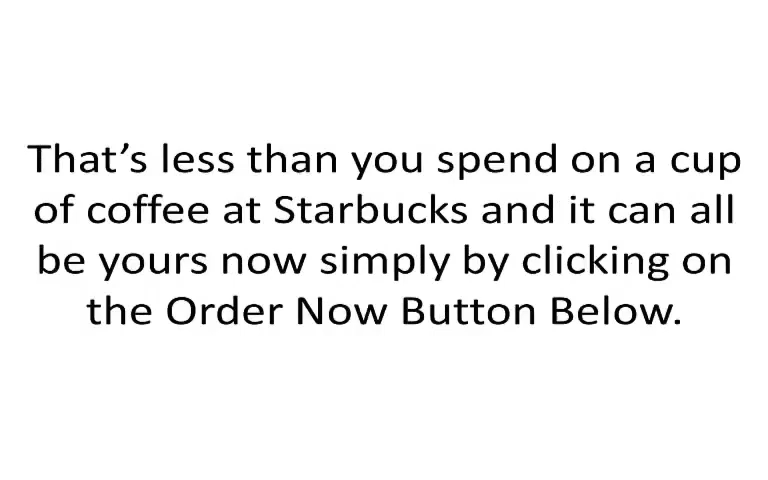 That’s less than you spend on a cup
of coffee at Starbucks and it can all
be yours now simply by clicking on
the Order Now Button Below.